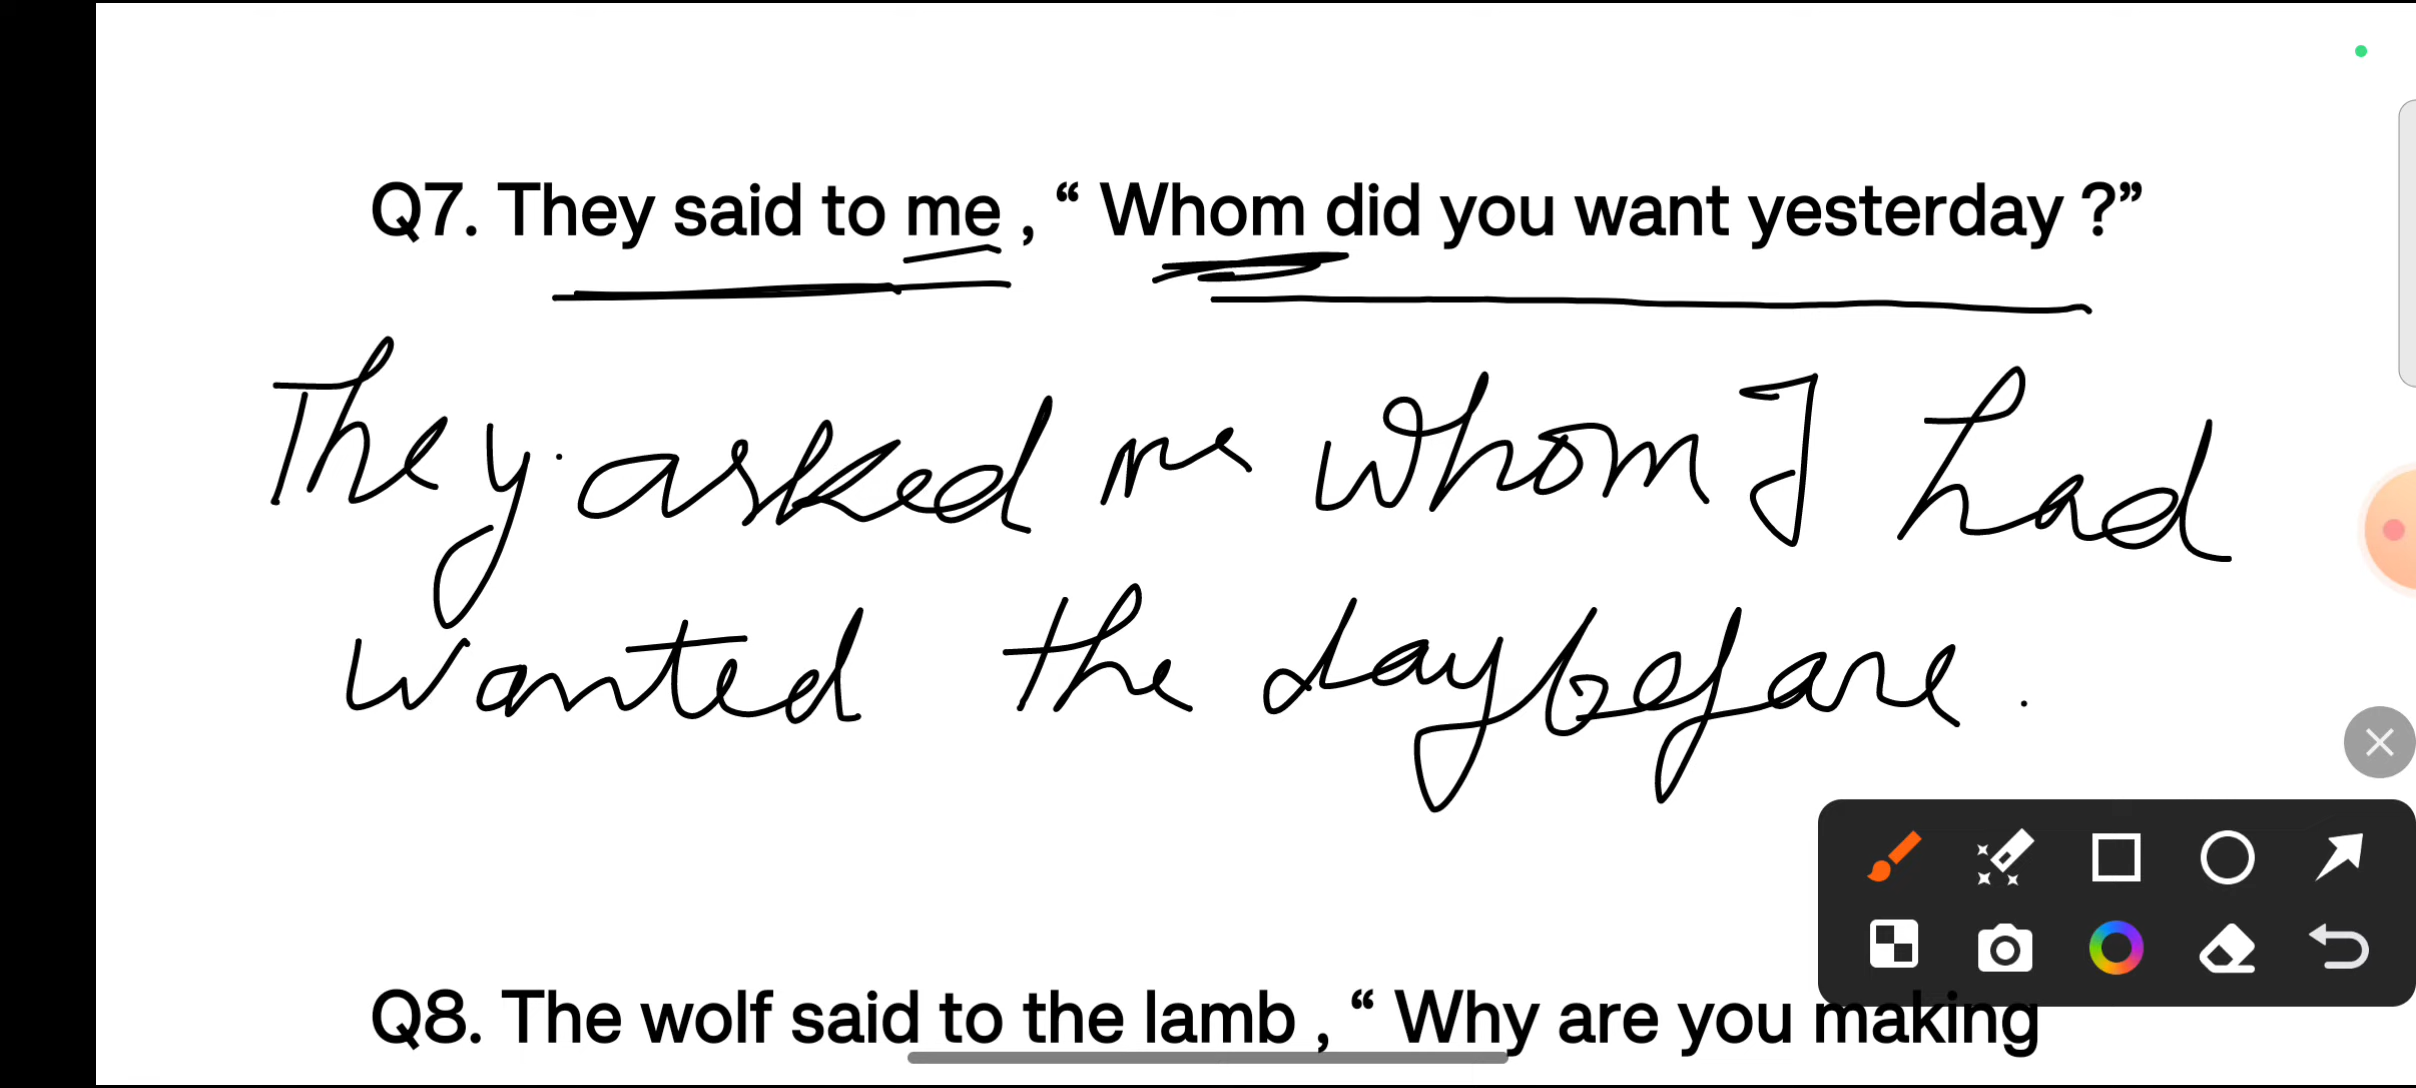 Q7. They said to me , “ Whom did you want yesterday ?”
They asked me whom I had
wanted the day before .
Q8. The wolf said to the lamb , “ Why are you making